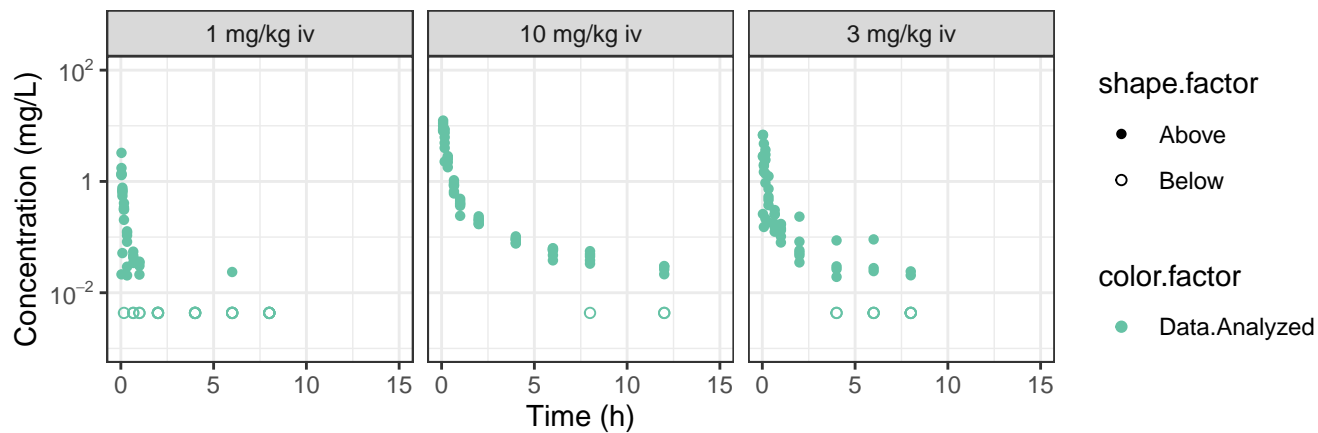 1 mg/kg iv
10 mg/kg iv
3 mg/kg iv
Concentration (mg/L)
10²
1
10⁻²
0 5 10 15
0 5 10 15
0 5 10 15
Time (h)
shape.factor
Above
Below
color.factor
Data.Analyzed